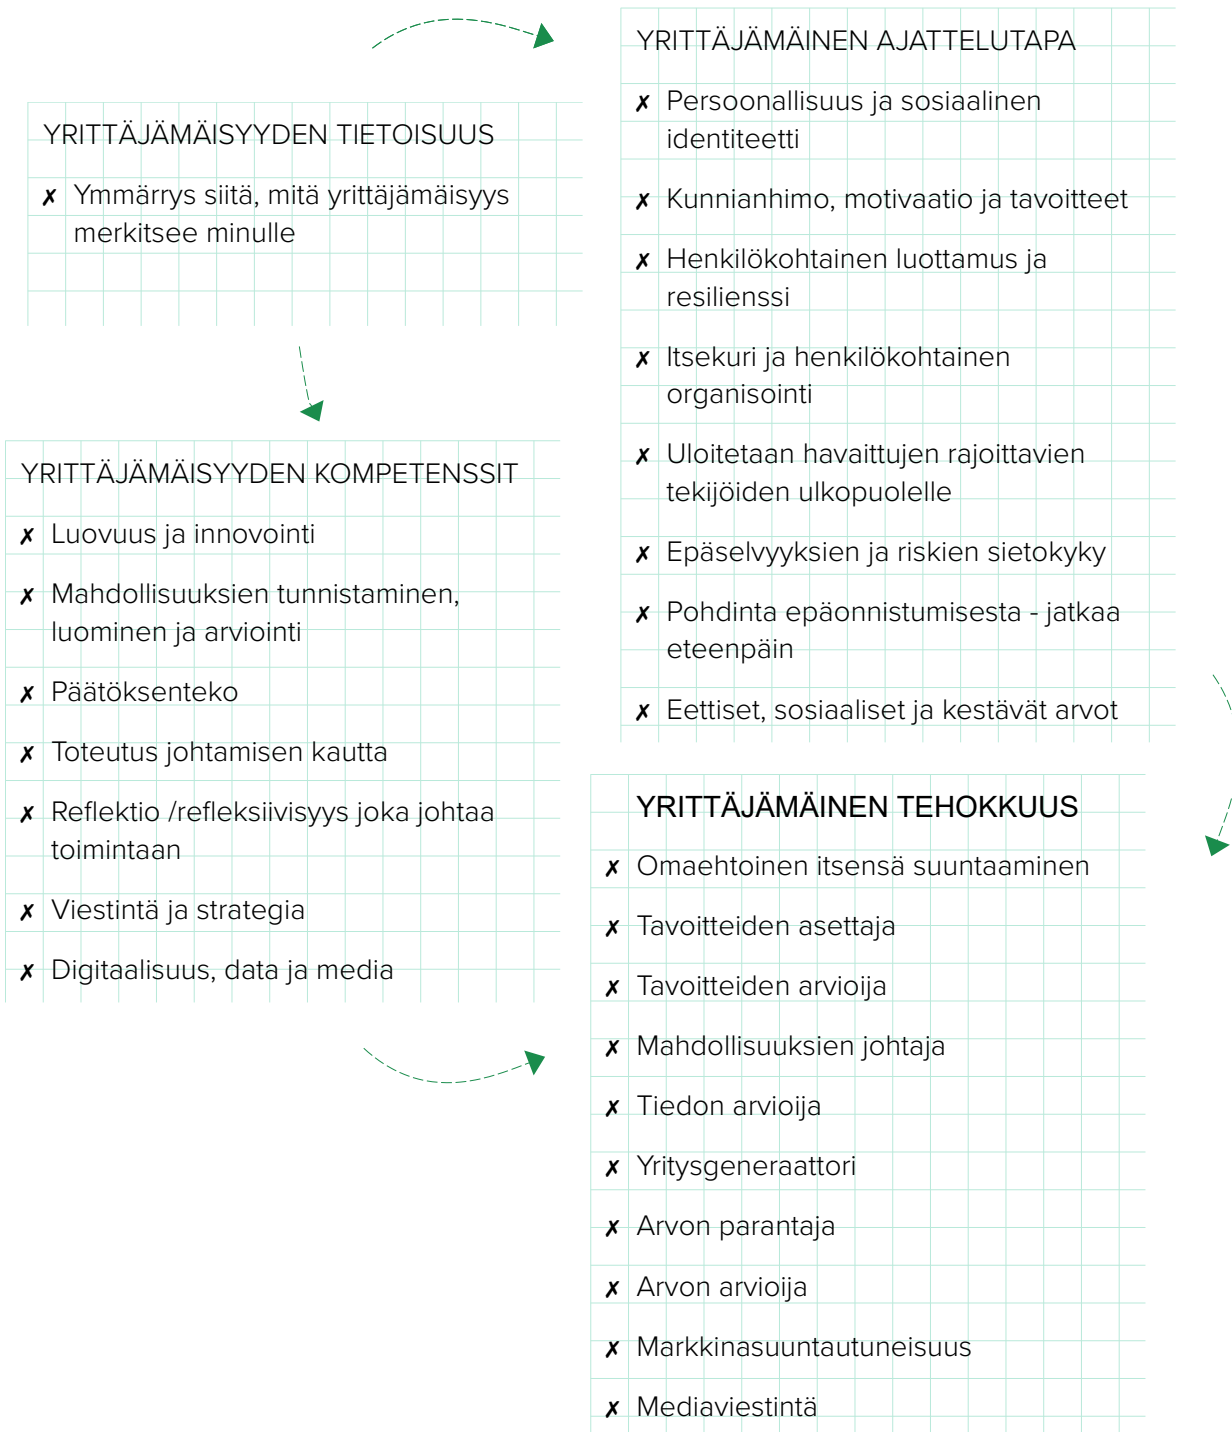 YRITTÄJÄMÄISYYDEN TIETOISUUS
✗ Ymmärrys siitä, mitä yrittäjämäisyys
merkitsee minulle
YRITTÄJÄMÄINEN AJATTELUTAPA
✗ Persoonallisuus ja sosiaalinen
identiteetti
✗ Kunnianhimo, motivaatio ja tavoitteet
✗ Henkilökohtainen luottamus ja
resilienssi
✗ Itsekuri ja henkilökohtainen
organisointi
✗ Uloitetaan havaittujen rajoittavien
tekijöiden ulkopuolelle
✗ Epäselvyyksien ja riskien sietokyky
✗ Pohdinta epäonnistumisesta - jatkaa
eteenpäin
✗ Eettiset, sosiaaliset ja kestävät arvot
YRITTÄJÄMÄISYYDEN KOMPETENSSIT
✗ Luovuus ja innovointi
✗ Mahdollisuuksien tunnistaminen,
luominen ja arviointi
✗ Päätöksenteko
✗ Toteutus johtamisen kautta
✗ Reflektio /refleksiivisyys joka johtaa
toimintaan
✗ Viestintä ja strategia
✗ Digitaalisuus, data ja media
YRITTÄJÄMÄINEN TEHOKKUUS
✗ Omaehtoinen itsensä suuntaaminen
✗ Tavoitteiden asettaja
✗ Tavoitteiden arvioija
✗ Mahdollisuuksien johtaja
✗ Tiedon arvioija
✗ Yritysgeneraattori
✗ Arvon parantaja
✗ Arvon arvioija
✗ Markkinasuuntautuneisuus
✗ Mediaviestintä